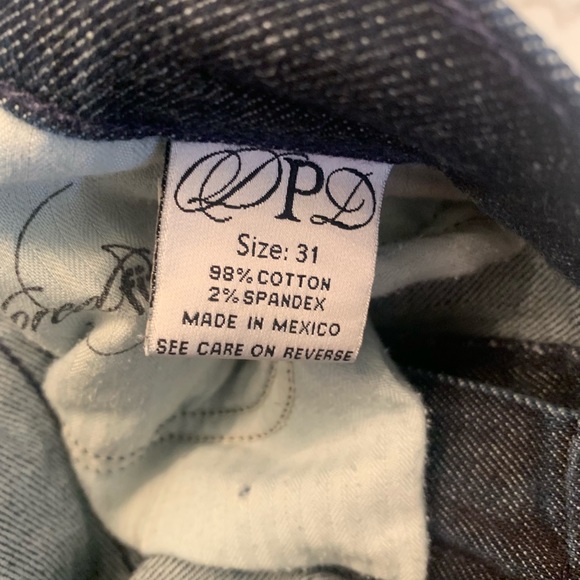 DPD
Size: 31
98% COTTON
2% SPANDEX
MADE IN MEXICO
SEE CARE ON REVERSE